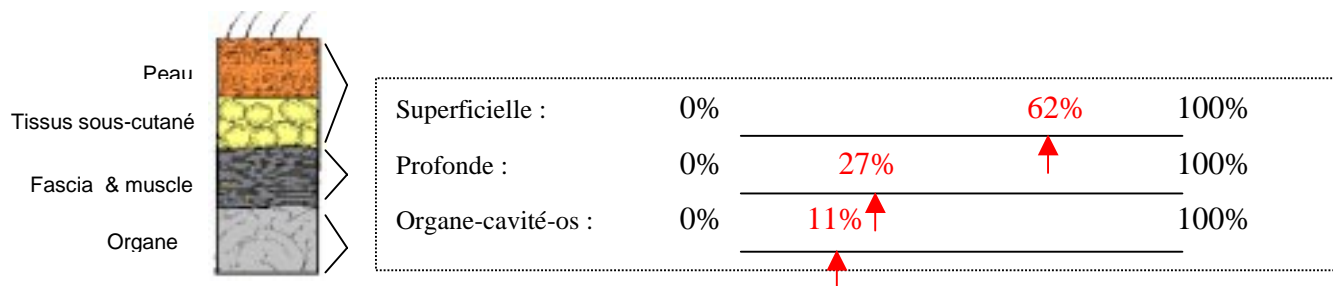 Peau
Tissus sous-cutané
Fascia & muscle
Organe
Superficielle : 0% 62% 100%
Profonde : 0% 27% 100%
Organe-cavité-os : 0% 11% 100%